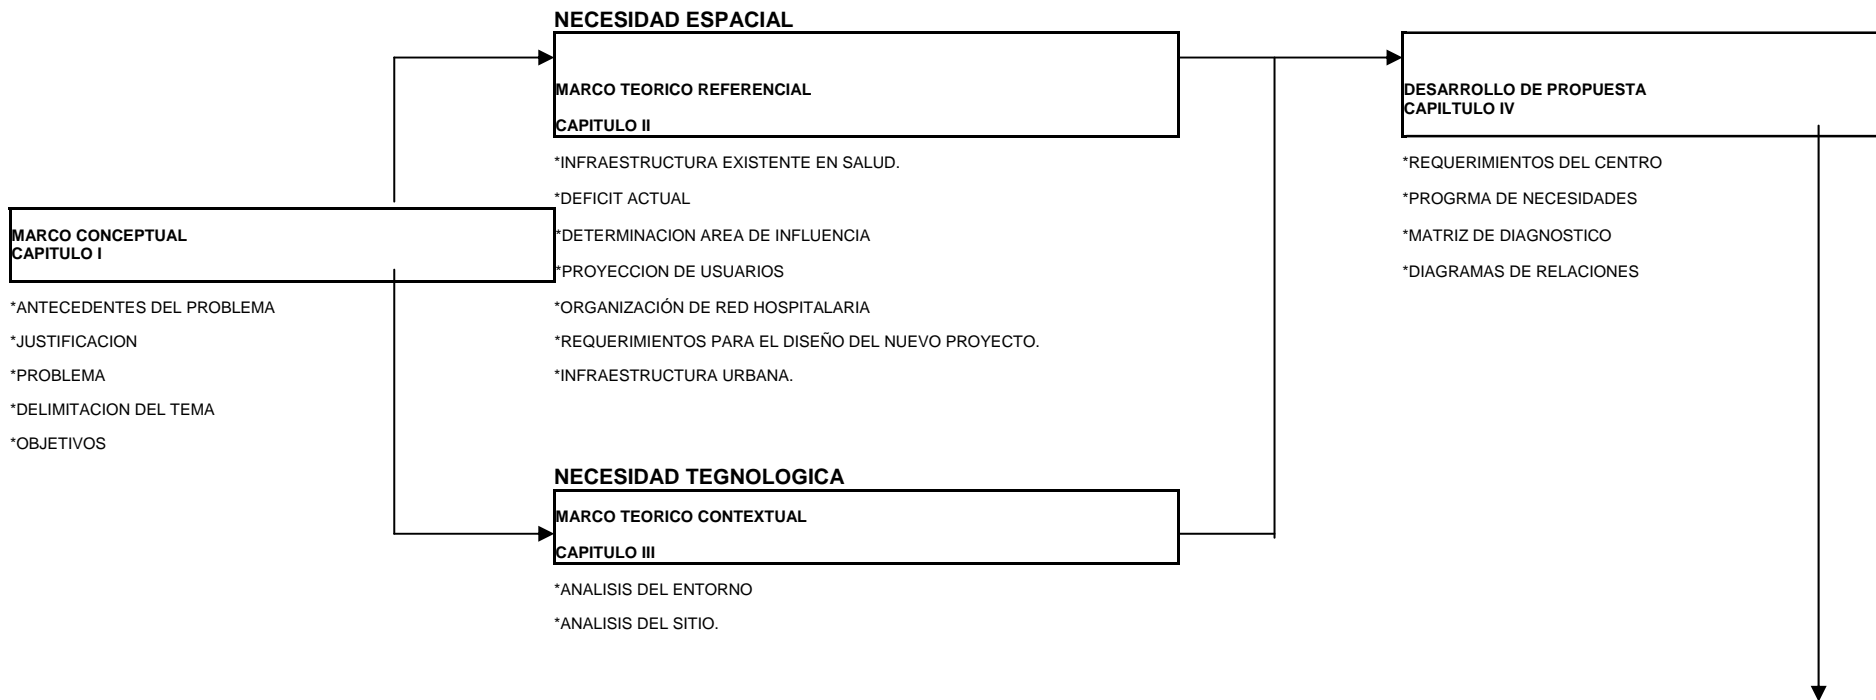 NECESIDAD ESPACIAL
MARCO TEORICO REFERENCIAL
CAPITULO II
*INFRAESTRUCTURA EXISTENTE EN SALUD.
*DEFICIT ACTUAL
*DETERMINACION AREA DE INFLUENCIA
*PROYECCION DE USUARIOS
*ORGANIZACIÓN DE RED HOSPITALARIA
*REQUERIMIENTOS PARA EL DISEÑO DEL NUEVO PROYECTO.
*INFRAESTRUCTURA URBANA.
MARCO CONCEPTUAL
CAPITULO I
*ANTECEDENTES DEL PROBLEMA
*JUSTIFICACION
*PROBLEMA
*DELIMITACION DEL TEMA
*OBJETIVOS
NECESIDAD TEGNOLOGICA
MARCO TEORICO CONTEXTUAL
CAPITULO III
*ANALISIS DEL ENTORNO
*ANALISIS DEL SITIO.
DESARROLLO DE PROPUESTA
CAPILTULO IV
*REQUERIMIENTOS DEL CENTRO
*PROGRMA DE NECESIDADES
*MATRIZ DE DIAGNOSTICO
*DIAGRAMAS DE RELACIONES